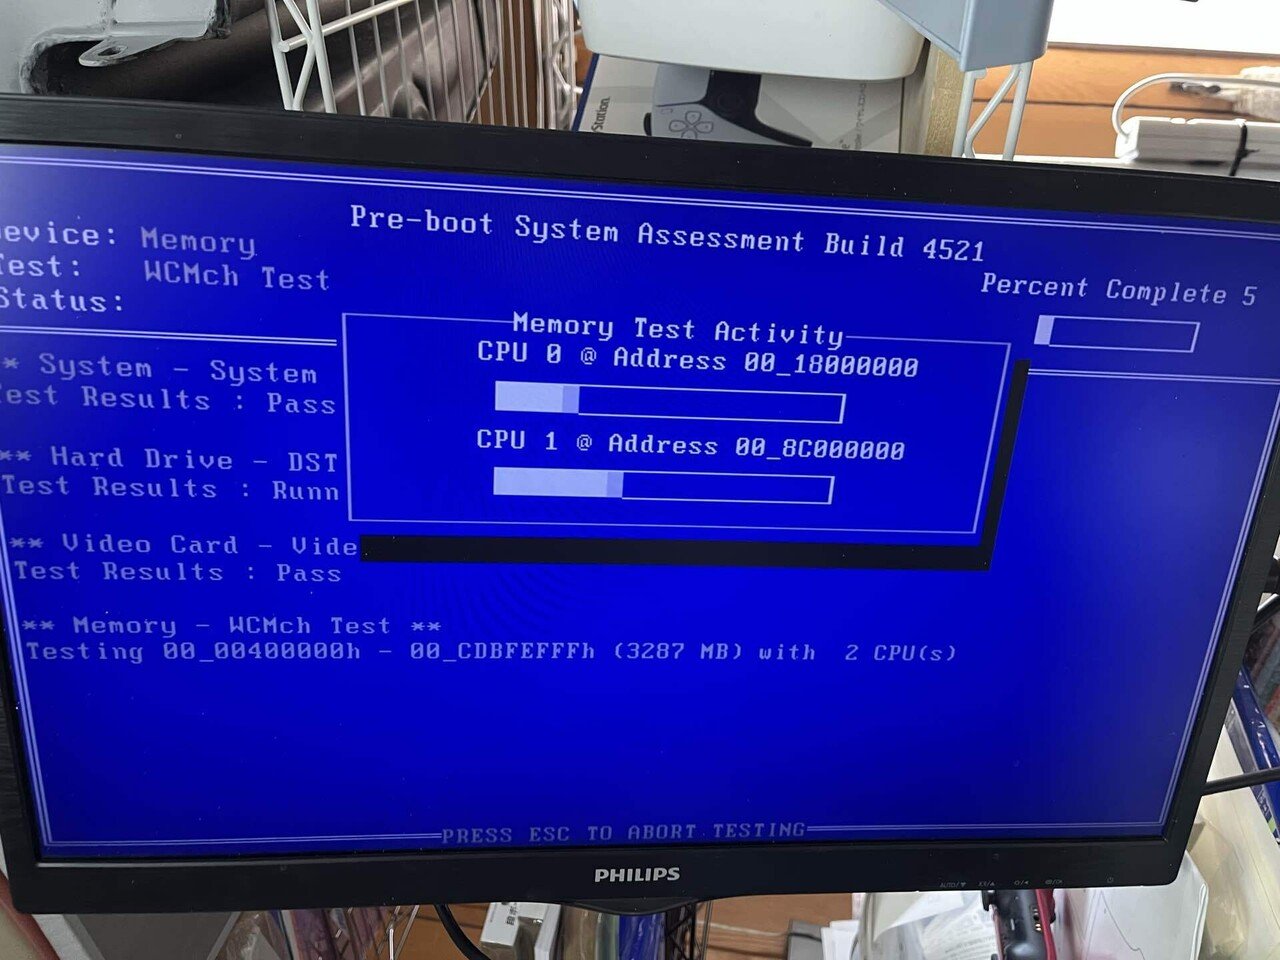 Station
Pre-boot System Assessment Build 4521
evice: Memory
Test: WCMch Test
Status:
Percent Complete 5
Memory Test Activity
CPU 0 @ Address 00_18000000
CPU 1 @ Address 00_8C000000
* System - System
est Results : Pass
** Hard Drive - DST
Test Results : Runn
** Video Card - Vide
Test Results : Pass
** Memory - WCMch Test **
Testing 00_00400000h - 00_CDBFEFFFh (3287 MB) with 2 CPU(s)
PRESS ESC TO ABORT TESTING
PHILIPS